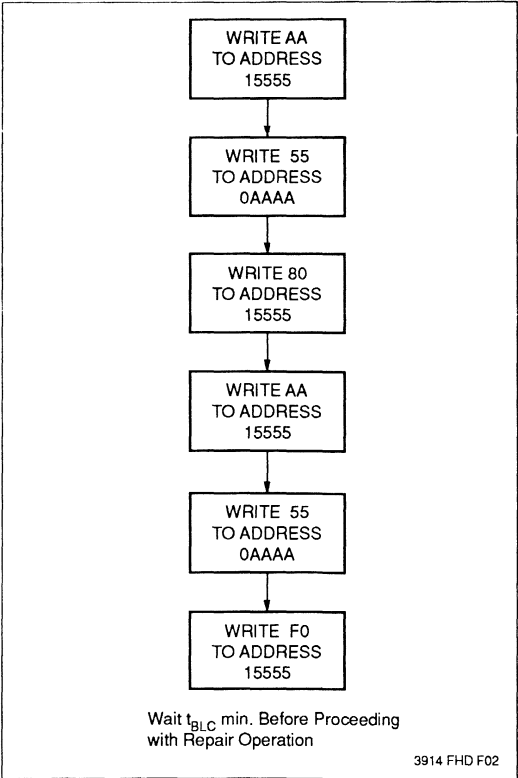 WRITE AA
TO ADDRESS
15555
WRITE 55
TO ADDRESS
0AAAA
WRITE 80
TO ADDRESS
15555
WRITE AA
TO ADDRESS
15555
WRITE 55
TO ADDRESS
0AAAA
WRITE F0
TO ADDRESS
15555
Wait tBLC min. Before Proceeding
with Repair Operation
3914 FHD F02